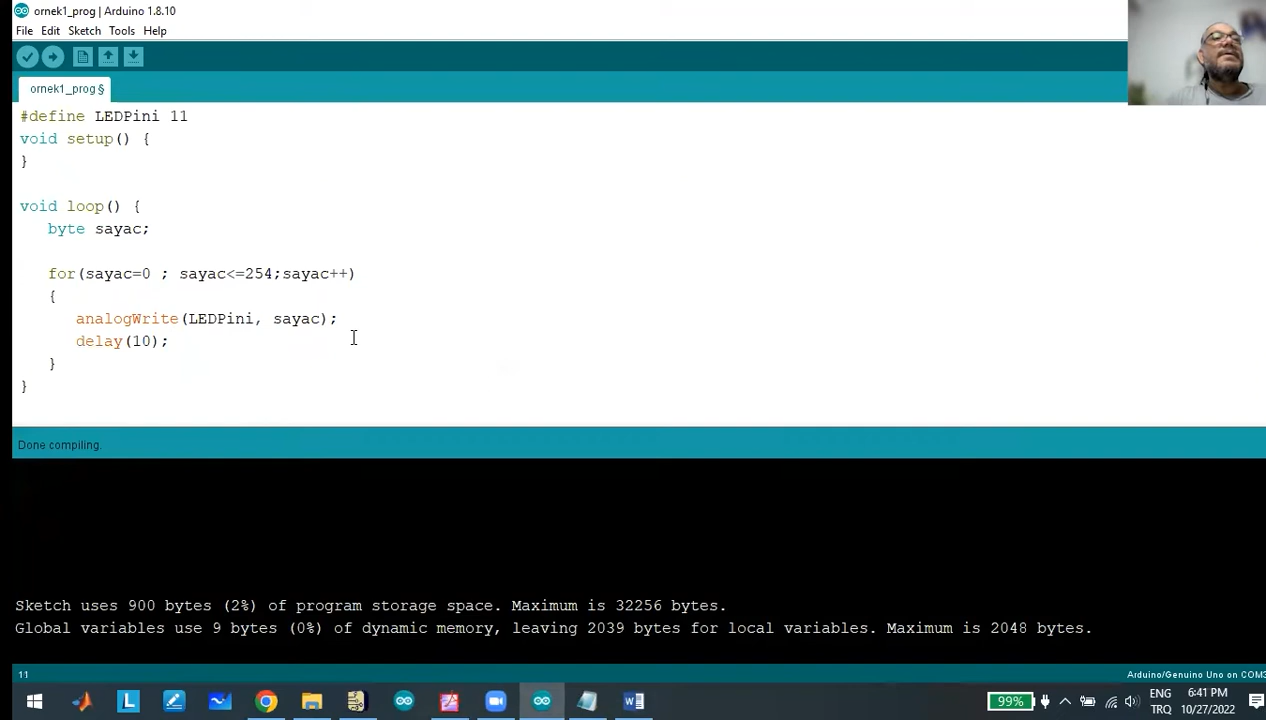 ornek1_prog | Arduino 1.8.10
File Edit Sketch Tools Help
ornek1_prog §
#define LEDPini 11
void setup() {
}
void loop() {
byte sayac;
for(sayac=0 ; sayac<=254;sayac++)
{
analogWrite(LEDPini, sayac);
delay(10);
}
}
Done compiling.
Sketch uses 900 bytes (2%) of program storage space. Maximum is 32256 bytes.
Global variables use 9 bytes (0%) of dynamic memory, leaving 2039 bytes for local variables. Maximum is 2048 bytes.
11
Arduino/Genuino Uno on COM3
L
W
99%
ENG
TRQ
6:41 PM
10/27/2022